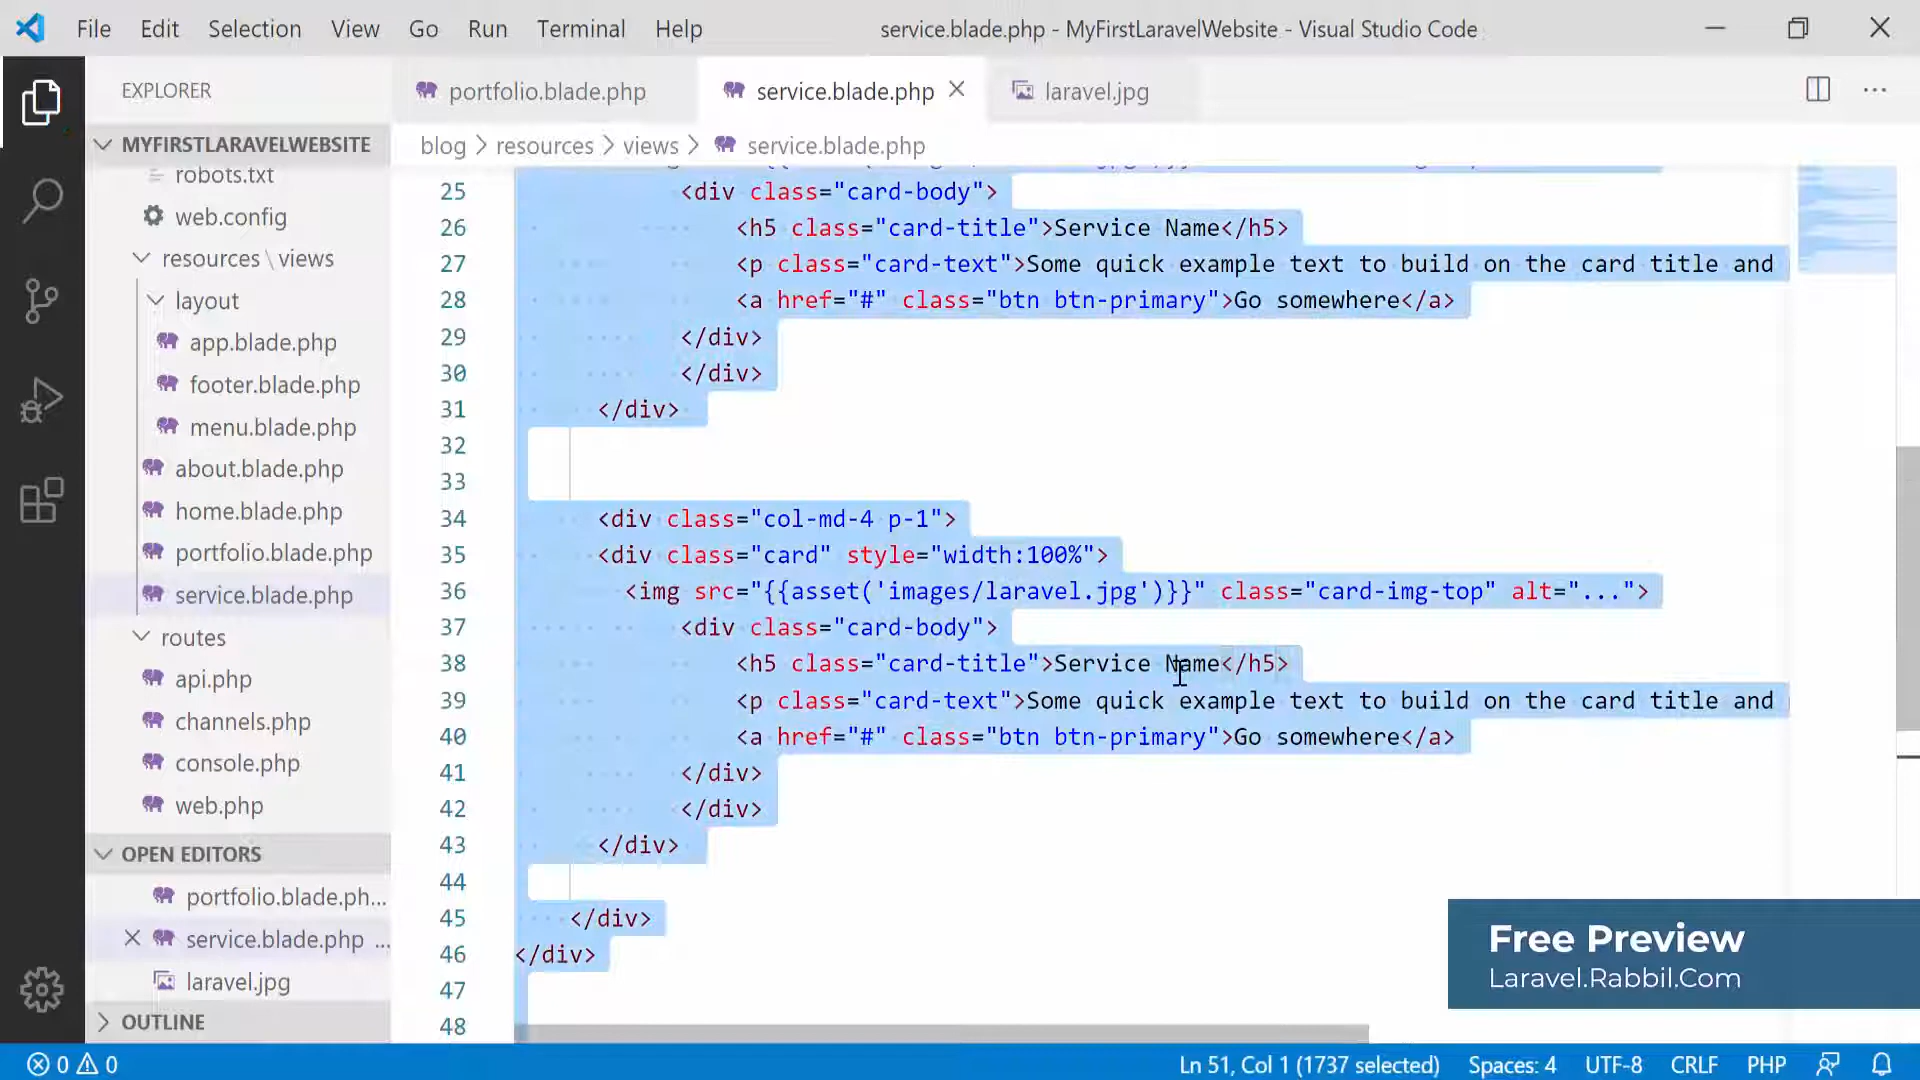 File Edit Selection View Go Run Terminal Help service.blade.php - MyFirstLaravelWebsite - Visual Studio Code
EXPLORER
MYFIRSTLARAVELWEBSITE
robots.txt
web.config
resources \ views
layout
app.blade.php
footer.blade.php
menu.blade.php
about.blade.php
home.blade.php
portfolio.blade.php
service.blade.php
routes
api.php
channels.php
console.php
web.php
OPEN EDITORS
portfolio.blade.ph...
service.blade.php ...
laravel.jpg
OUTLINE
portfolio.blade.php service.blade.php laravel.jpg
blog > resources > views > service.blade.php
25 <div class="card-body">
26 <h5 class="card-title">Service Name</h5>
27 <p class="card-text">Some quick example text to build on the card title and
28 <a href="#" class="btn btn-primary">Go somewhere</a>
29 </div>
30 </div>
31 </div>
32
33
34 <div class="col-md-4 p-1">
35 <div class="card" style="width:100%">
36 <img src="{{asset('images/laravel.jpg')}}" class="card-img-top" alt="...">
37 <div class="card-body">
38 <h5 class="card-title">Service Name</h5>
39 <p class="card-text">Some quick example text to build on the card title and
40 <a href="#" class="btn btn-primary">Go somewhere</a>
41 </div>
42 </div>
43 </div>
44
45 </div>
46 </div>
47
48
Free Preview
Laravel.Rabbil.Com
0 0 Ln 51, Col 1 (1737 selected) Spaces: 4 UTF-8 CRLF PHP